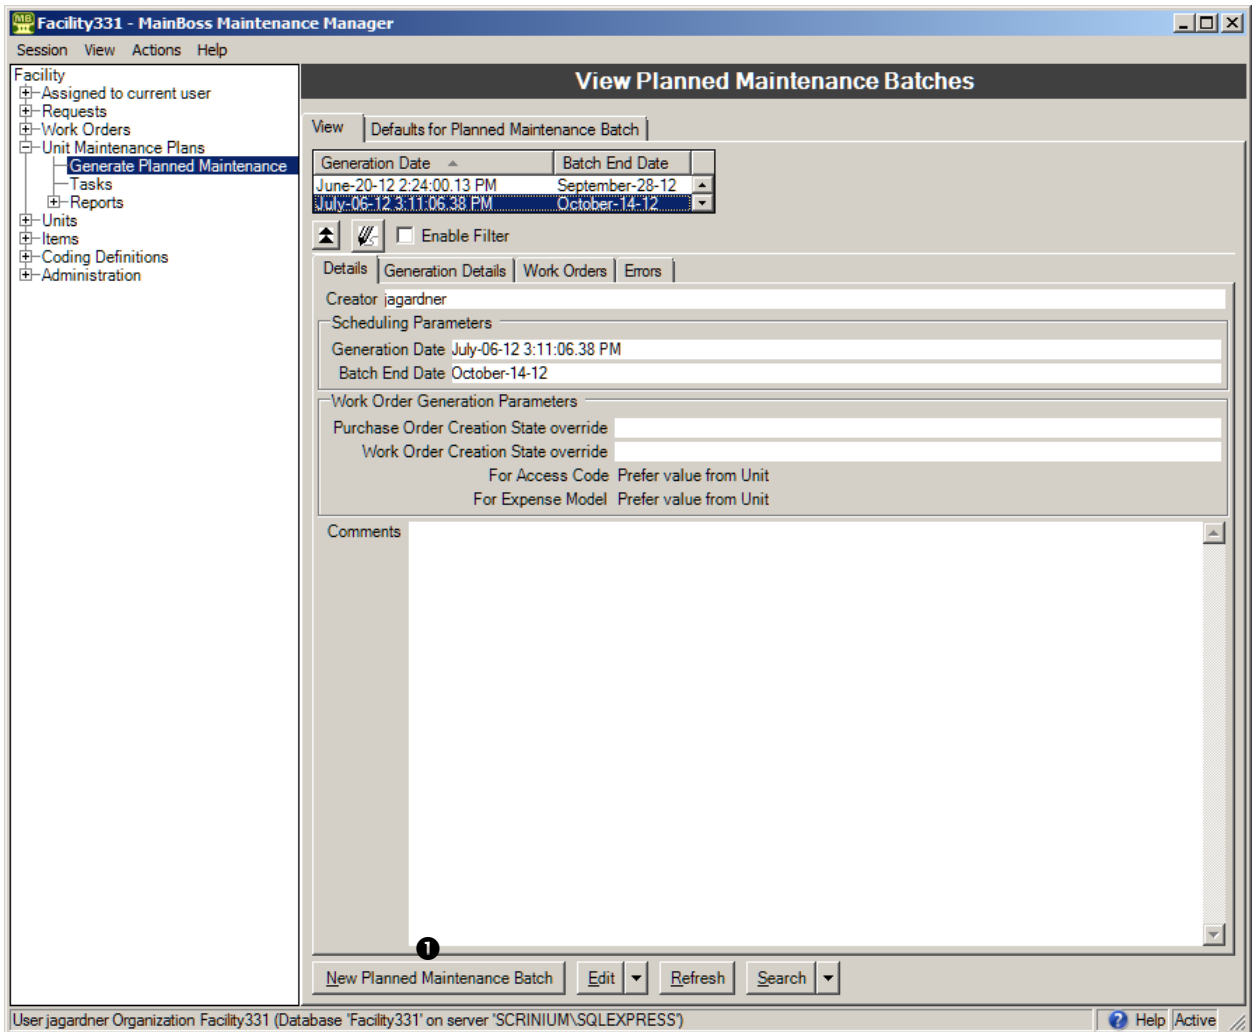 MB
Facility331 - MainBoss Maintenance Manager
Session View Actions Help
Facility
Assigned to current user
Requests
Work Orders
Unit Maintenance Plans
Generate Planned Maintenance
Tasks
Reports
Units
Items
Coding Definitions
Administration
View Planned Maintenance Batches
View Defaults for Planned Maintenance Batch
Generation Date Batch End Date
June-20-12 2:24:00.13 PM September-28-12
July-06-12 3:11:06.38 PM October-14-12
Enable Filter
Details Generation Details Work Orders Errors
Creator jagardner
Scheduling Parameters
Generation Date July-06-12 3:11:06.38 PM
Batch End Date October-14-12
Work Order Generation Parameters
Purchase Order Creation State override
Work Order Creation State override
For Access Code Prefer value from Unit
For Expense Model Prefer value from Unit
Comments
❶
New Planned Maintenance Batch Edit Refresh Search
User jagardner Organization Facility331 (Database 'Facility331' on server 'SCRINIUM\SQLEXPRESS') Help Active